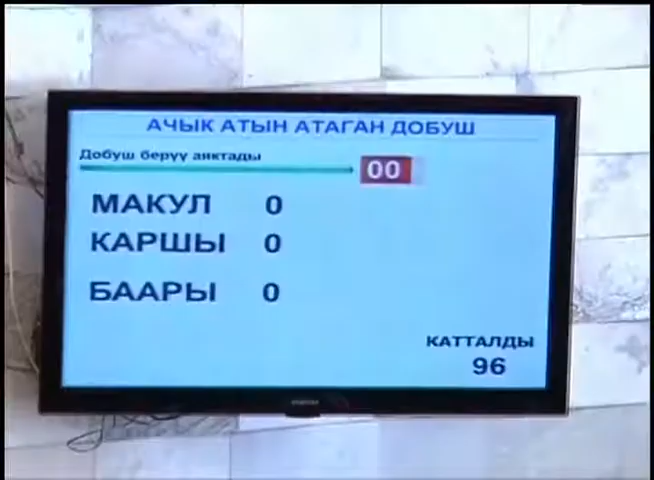 АЧЫК АТЫН АТАГАН ДОБУШ
Добуш берүү аяктады
00
МАКУЛ 0
КАРШЫ 0
БААРЫ 0
КАТТАЛДЫ
96